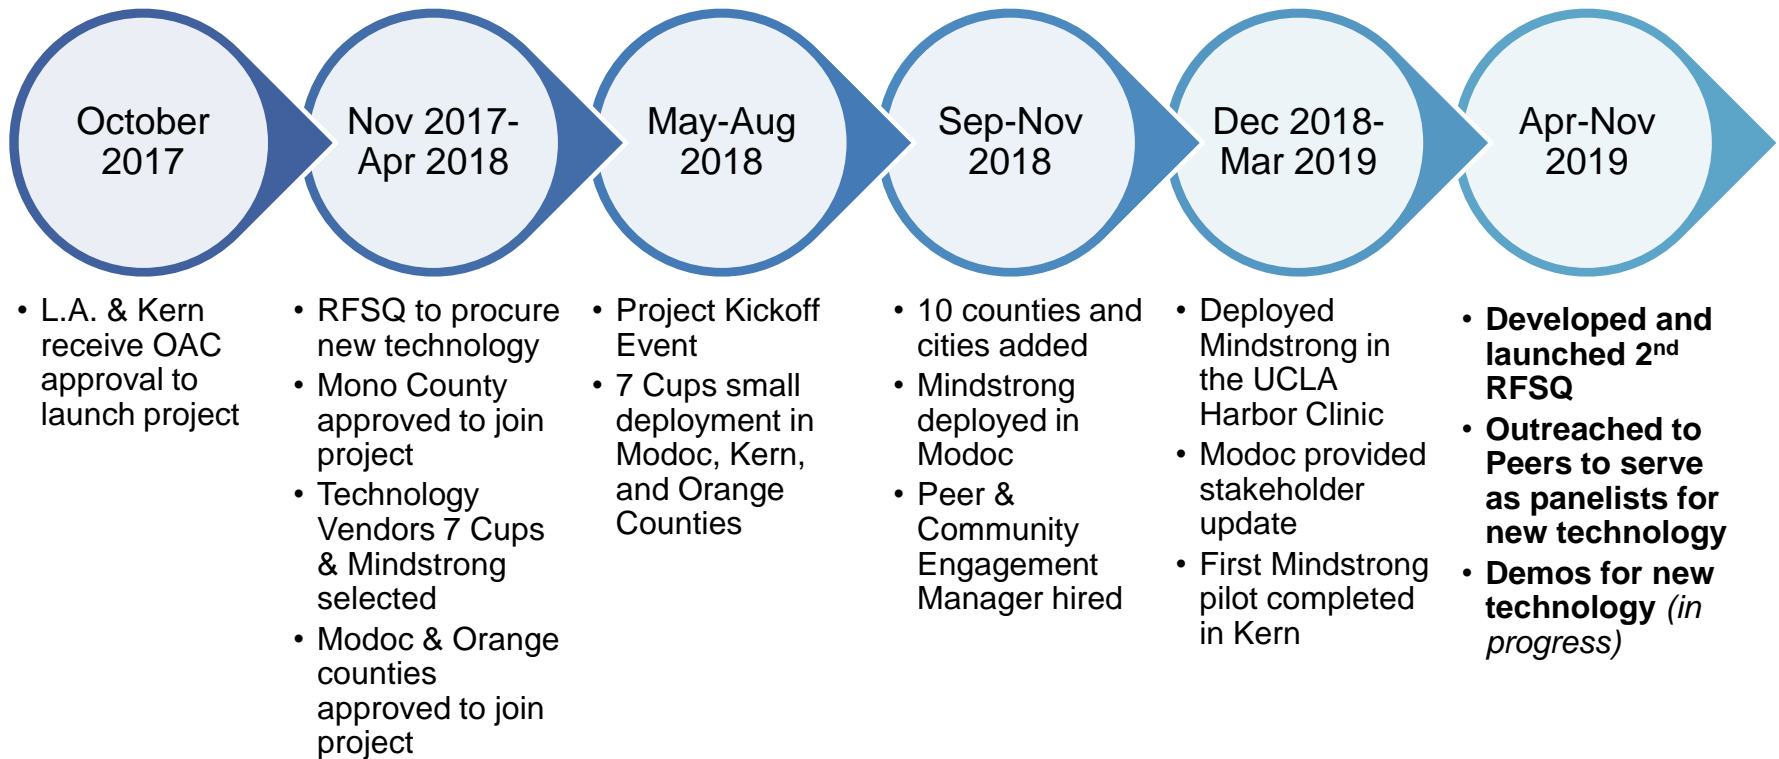 October
2017
Nov 2017-
Apr 2018
May-Aug
2018
Sep-Nov
2018
Dec 2018-
Mar 2019
Apr-Nov
2019
• L.A. & Kern
receive OAC
approval to
launch project
• RFSQ to procure
new technology
• Mono County
approved to join
project
• Technology
Vendors 7 Cups
& Mindstrong
selected
• Modoc & Orange
counties
approved to join
project
• Project Kickoff
Event
• 7 Cups small
deployment in
Modoc, Kern,
and Orange
Counties
• 10 counties and
cities added
• Mindstrong
deployed in
Modoc
• Peer &
Community
Engagement
Manager hired
• Deployed
Mindstrong in
the UCLA
Harbor Clinic
• Modoc provided
stakeholder
update
• First Mindstrong
pilot completed
in Kern
• Developed and
launched 2nd
RFSQ
• Outreached to
Peers to serve
as panelists for
new technology
• Demos for new
technology (in
progress)